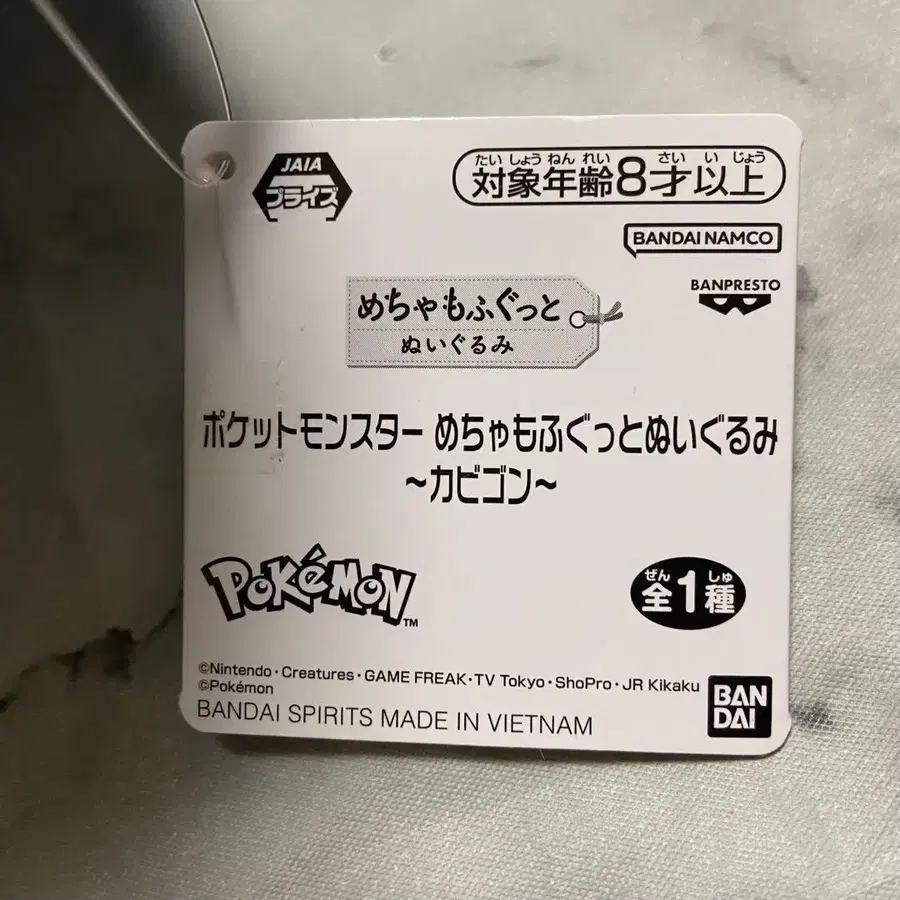 JAIA
プライズ
たいしょうねんれい さい いじょう
対象年齢8才以上
BANDAI NAMCO
BANPRESTO
めちゃもふぐっと
ぬいぐるみ
ポケットモンスター めちゃもふぐっとぬいぐるみ
~カビゴン~
POKéMON™
ぜん しゅ
全1種
©Nintendo・Creatures・GAME FREAK・TV Tokyo・ShoPro・JR Kikaku
©Pokémon
BANDAI SPIRITS MADE IN VIETNAM
BAN
DAI